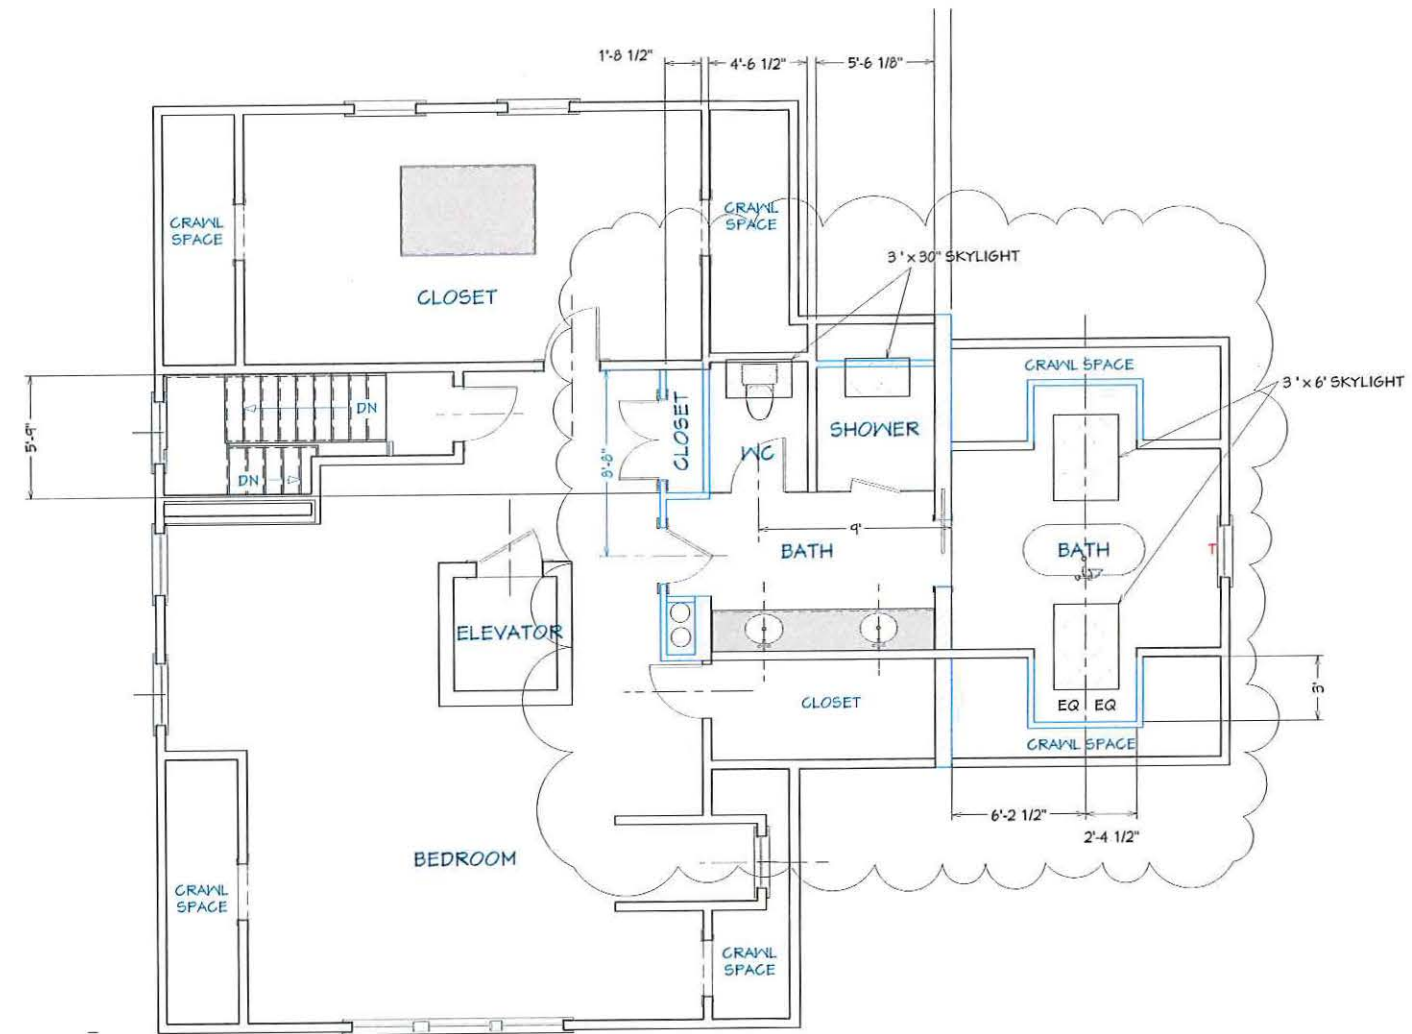 1'-8 1/2"
4'-6 1/2"
5'-6 1/8"
CRAWL
SPACE
CRAWL
SPACE
3 ' x 30" SKYLIGHT
CLOSET
CRAWL SPACE
3 ' x 6' SKYLIGHT
DN
5'-9"
CLOSET
8'-8"
WC
SHOWER
DN
9'
BATH
BATH
T
ELEVATOR
CLOSET
EQ
EQ
3'
CRAWL SPACE
6'-2 1/2"
2'-4 1/2"
BEDROOM
CRAWL
SPACE
CRAWL
SPACE